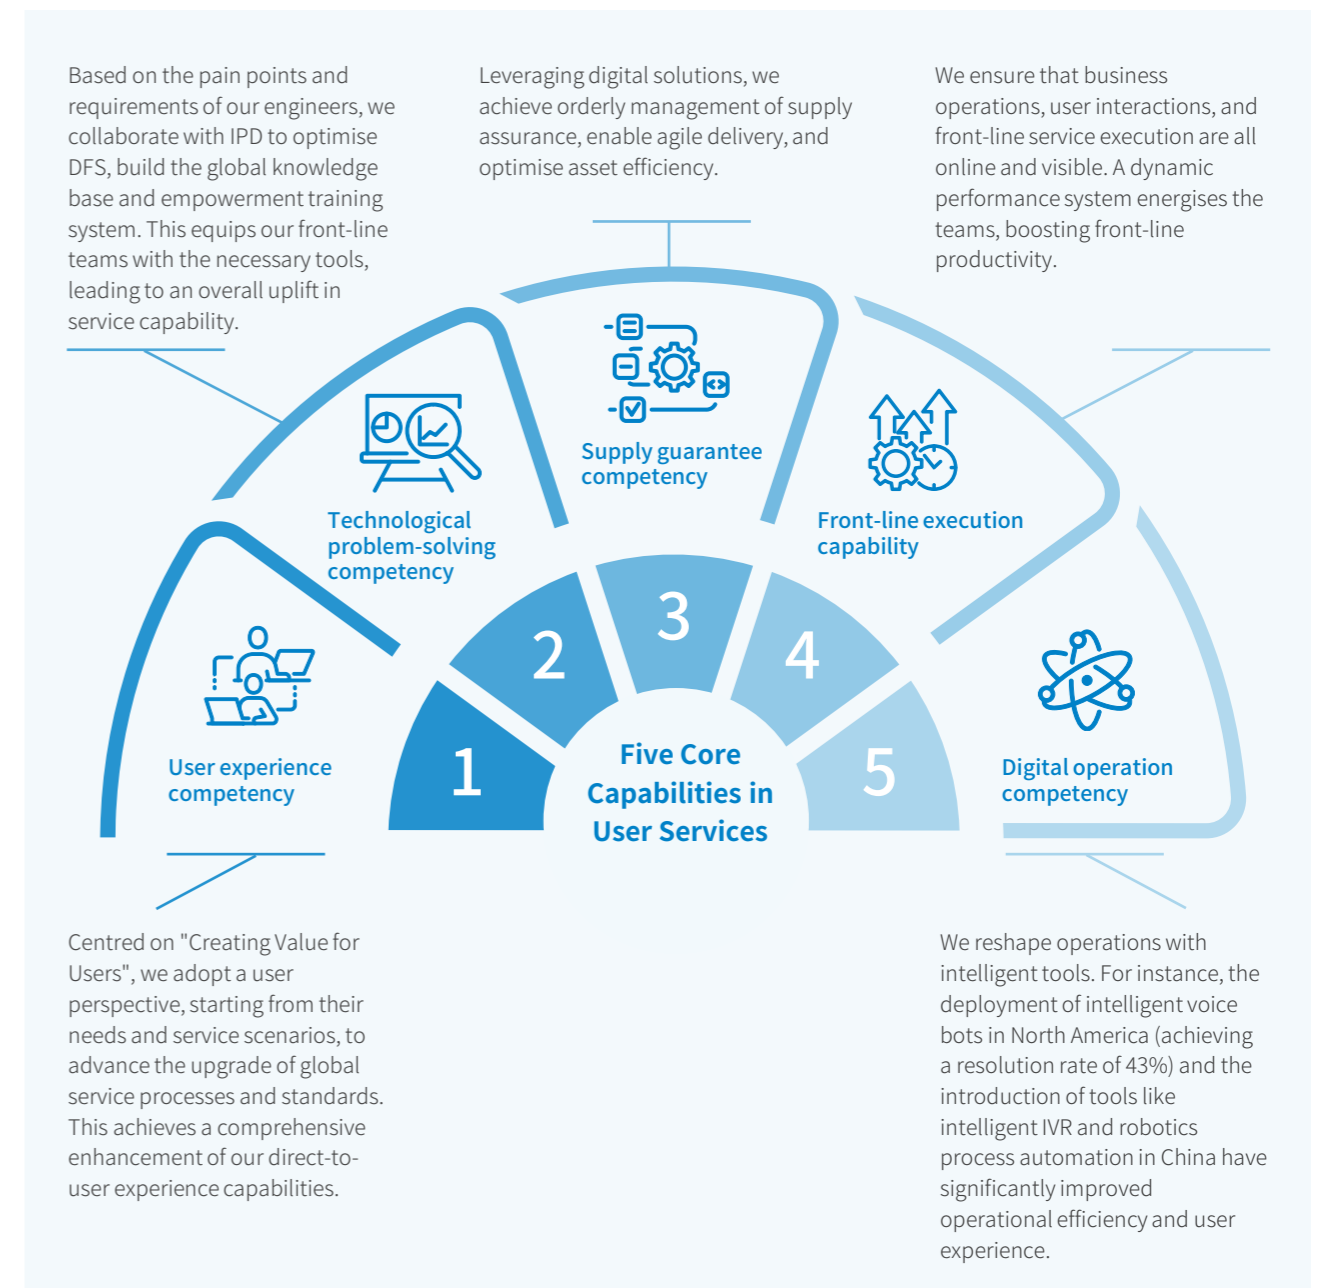 Based on the pain points and
requirements of our engineers, we
collaborate with IPD to optimise
DFS, build the global knowledge
base and empowerment training
system. This equips our front-line
teams with the necessary tools,
leading to an overall uplift in
service capability.
Leveraging digital solutions, we
achieve orderly management of supply
assurance, enable agile delivery, and
optimise asset efficiency.
We ensure that business
operations, user interactions, and
front-line service execution are all
online and visible. A dynamic
performance system energises the
teams, boosting front-line
productivity.
Technological
problem-solving
competency
Supply guarantee
competency
Front-line execution
capability
User experience
competency
1
2
3
4
5
Five Core
Capabilities in
User Services
Digital operation
competency
Centred on "Creating Value for
Users", we adopt a user
perspective, starting from their
needs and service scenarios, to
advance the upgrade of global
service processes and standards.
This achieves a comprehensive
enhancement of our direct-to-
user experience capabilities.
We reshape operations with
intelligent tools. For instance, the
deployment of intelligent voice
bots in North America (achieving
a resolution rate of 43%) and the
introduction of tools like
intelligent IVR and robotics
process automation in China have
significantly improved
operational efficiency and user
experience.